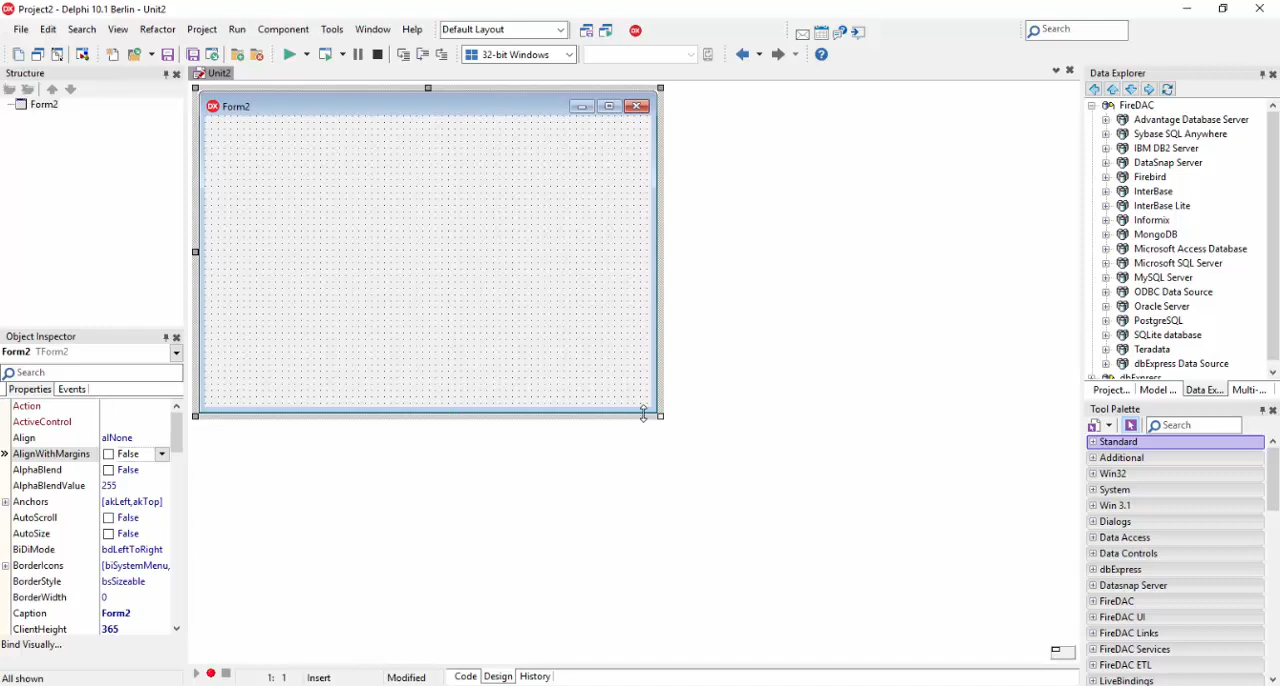 Project2 - Delphi 10.1 Berlin - Unit2
File Edit Search View Refactor Project Run Component Tools Window Help
Default Layout
Search
32-bit Windows
Structure
Unit2
Form2
Form2
Object Inspector
Form2 TForm2
Search
Properties Events
Action
ActiveControl
Align alNone
AlignWithMargins False
AlphaBlend False
AlphaBlendValue 255
Anchors [akLeft,akTop]
AutoScroll False
AutoSize False
BiDiMode bdLeftToRight
BorderIcons [biSystemMenu,
BorderStyle bsSizeable
BorderWidth 0
Caption Form2
ClientHeight 365
Bind Visually...
All shown
1: 1 Insert Modified Code Design History
Data Explorer
FireDAC
Advantage Database Server
Sybase SQL Anywhere
IBM DB2 Server
DataSnap Server
Firebird
InterBase
InterBase Lite
Informix
MongoDB
Microsoft Access Database
Microsoft SQL Server
MySQL Server
ODBC Data Source
Oracle Server
PostgreSQL
SQLite database
Teradata
dbExpress Data Source
dbExpress
Project... Model ... Data Ex... Multi-...
Tool Palette
Search
Standard
Additional
Win32
System
Win 3.1
Dialogs
Data Access
Data Controls
dbExpress
Datasnap Server
FireDAC
FireDAC UI
FireDAC Links
FireDAC Services
FireDAC ETL
LiveBindings